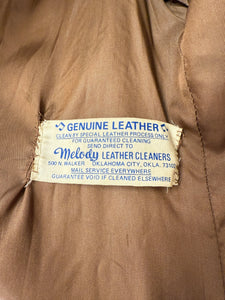 GENUINE LEATHER
CLEAN BY SPECIAL LEATHER PROCESS ONLY
FOR GUARANTEED CLEANING
SEND DIRECT TO
Melody LEATHER CLEANERS
500 N. WALKER OKLAHOMA CITY, OKLA. 73102
MAIL SERVICE EVERYWHERE
GUARANTEE VOID IF CLEANED ELSEWHERE